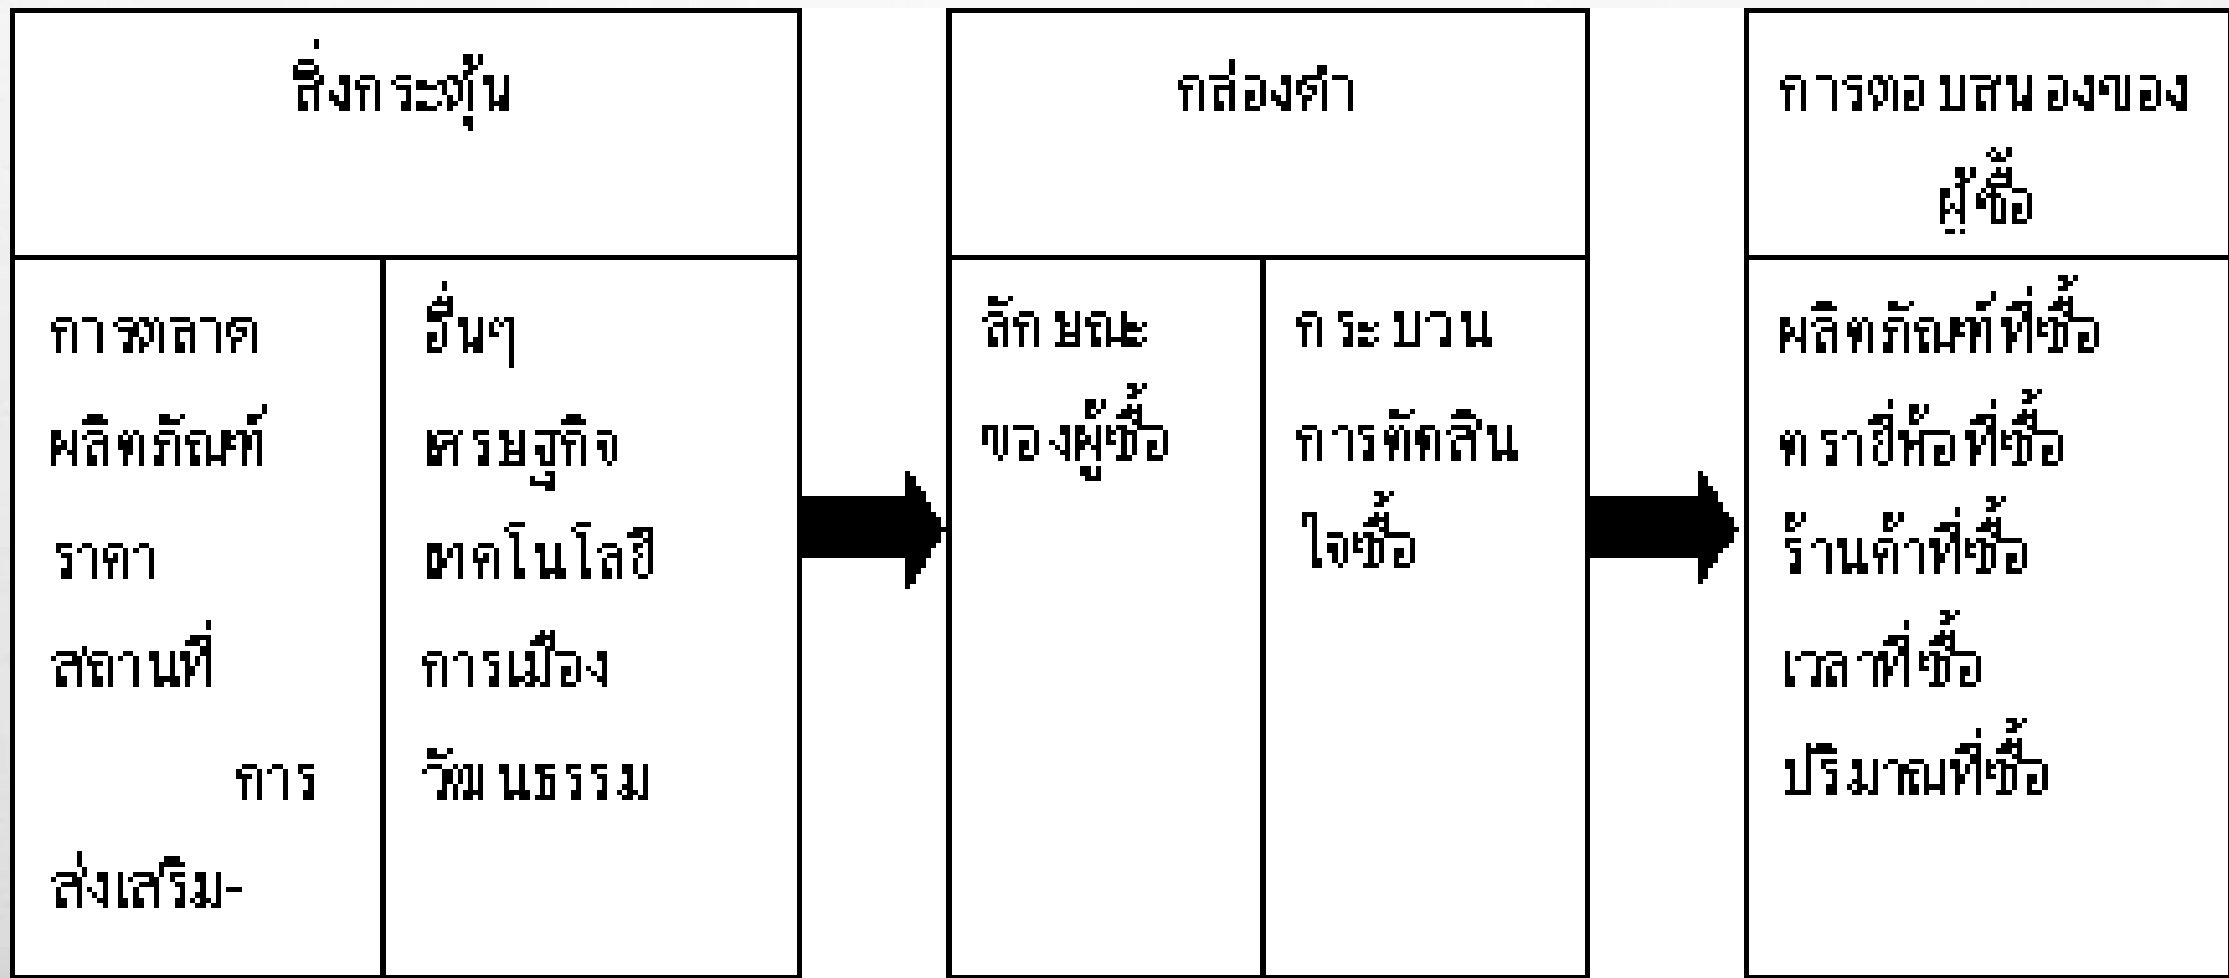 สิ่งกระตุ้น
การตลาด
ผลิตภัณฑ์
ราคา
สถานที่
การ
ส่งเสริม-
อื่นๆ
เศรษฐกิจ
เทคโนโลยี
การเมือง
วัฒนธรรม
กล่องดำ
ลักษณะ
ของผู้ซื้อ
กระบวน
การตัดสิน
ใจซื้อ
การตอบสนองของ
ผู้ซื้อ
ผลิตภัณฑ์ที่ซื้อ
ตรายี่ห้อที่ซื้อ
ร้านค้าที่ซื้อ
เวลาที่ซื้อ
ปริมาณที่ซื้อ